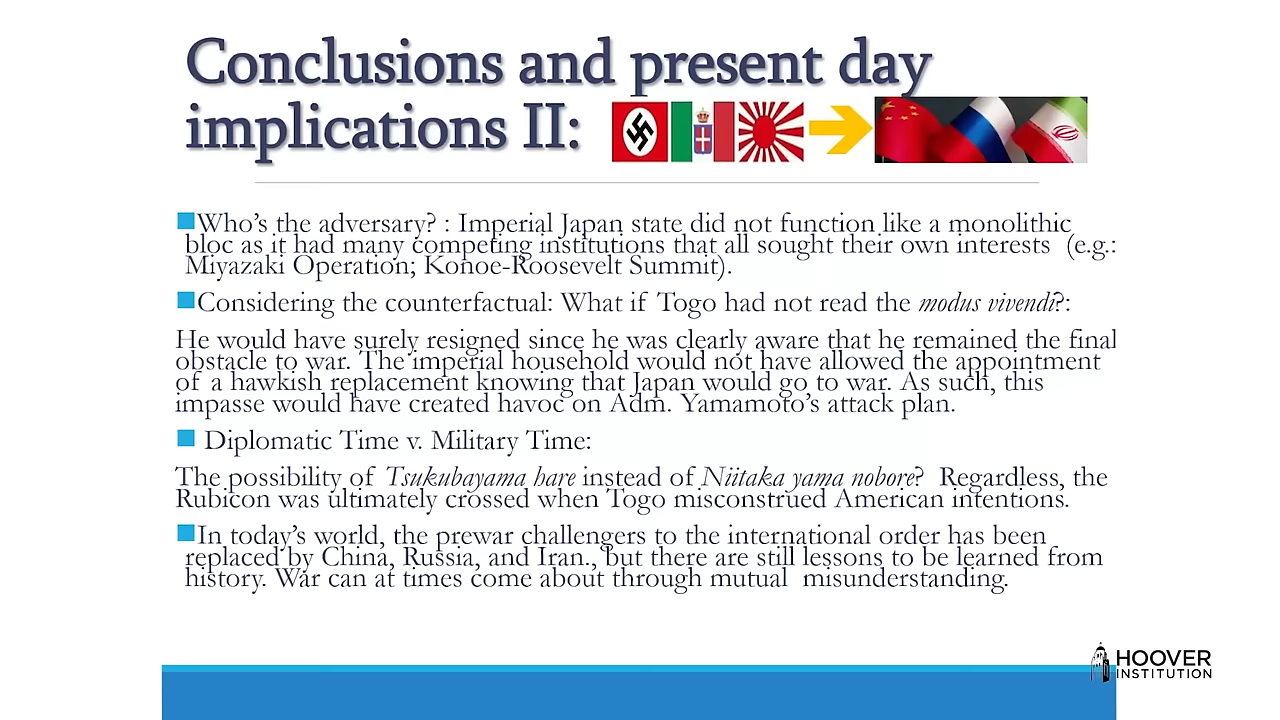 Conclusions and present day
implications II:
Who's the adversary? : Imperial Japan state did not function like a monolithic
bloc as it had many competing institutions that all sought their own interests (e.g.:
Miyazaki Operation; Konoe-Roosevelt Summit).
Considering the counterfactual: What if Togo had not read the modus vivendi?:
He would have surely resigned since he was clearly aware that he remained the final
obstacle to war. The imperial household would not have allowed the appointment
of a hawkish replacement knowing that Japan would go to war. As such, this
impasse would have created havoc on Adm. Yamamoto's attack plan.
Diplomatic Time v. Military Time:
The possibility of Tsukubayama hare instead of Niitaka yama nobore? Regardless, the
Rubicon was ultimately crossed when Togo misconstrued American intentions.
In today's world, the prewar challengers to the international order has been
replaced by China, Russia, and Iran., but there are still lessons to be learned from
history. War can at times come about through mutual misunderstanding.
HOOVER
INSTITUTION